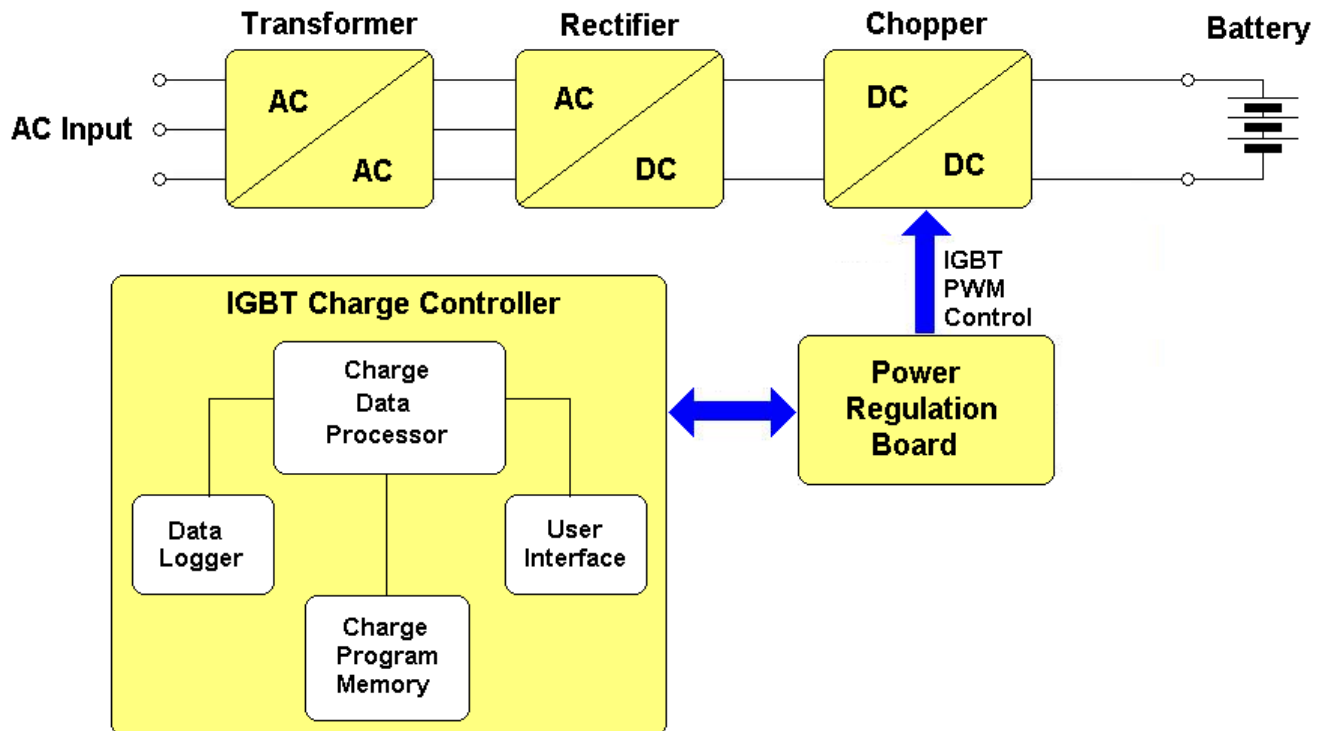 Transformer
Rectifier
Chopper
Battery
AC Input
AC
AC
AC
DC
DC
DC
IGBT
PWM
Control
IGBT Charge Controller
Charge
Data
Processor
Data
Logger
User
Interface
Charge
Program
Memory
Power
Regulation
Board